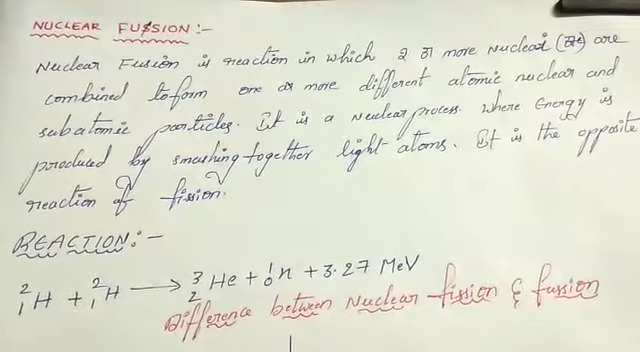 NUCLEAR FUSSION :-
Nuclear Fusion is reaction in which 2 or more nuclei are
combined to form one or more different atomic nuclear and
subatomic particles. It is a nuclear process. Where Energy is
produced by smashing together light atoms. It is the opposite
reaction of fission.
REACTION :-
²₁H + ²₁H → ³₂He + ¹₀n + 3.27 MeV
Difference between Nuclear fission & fussion